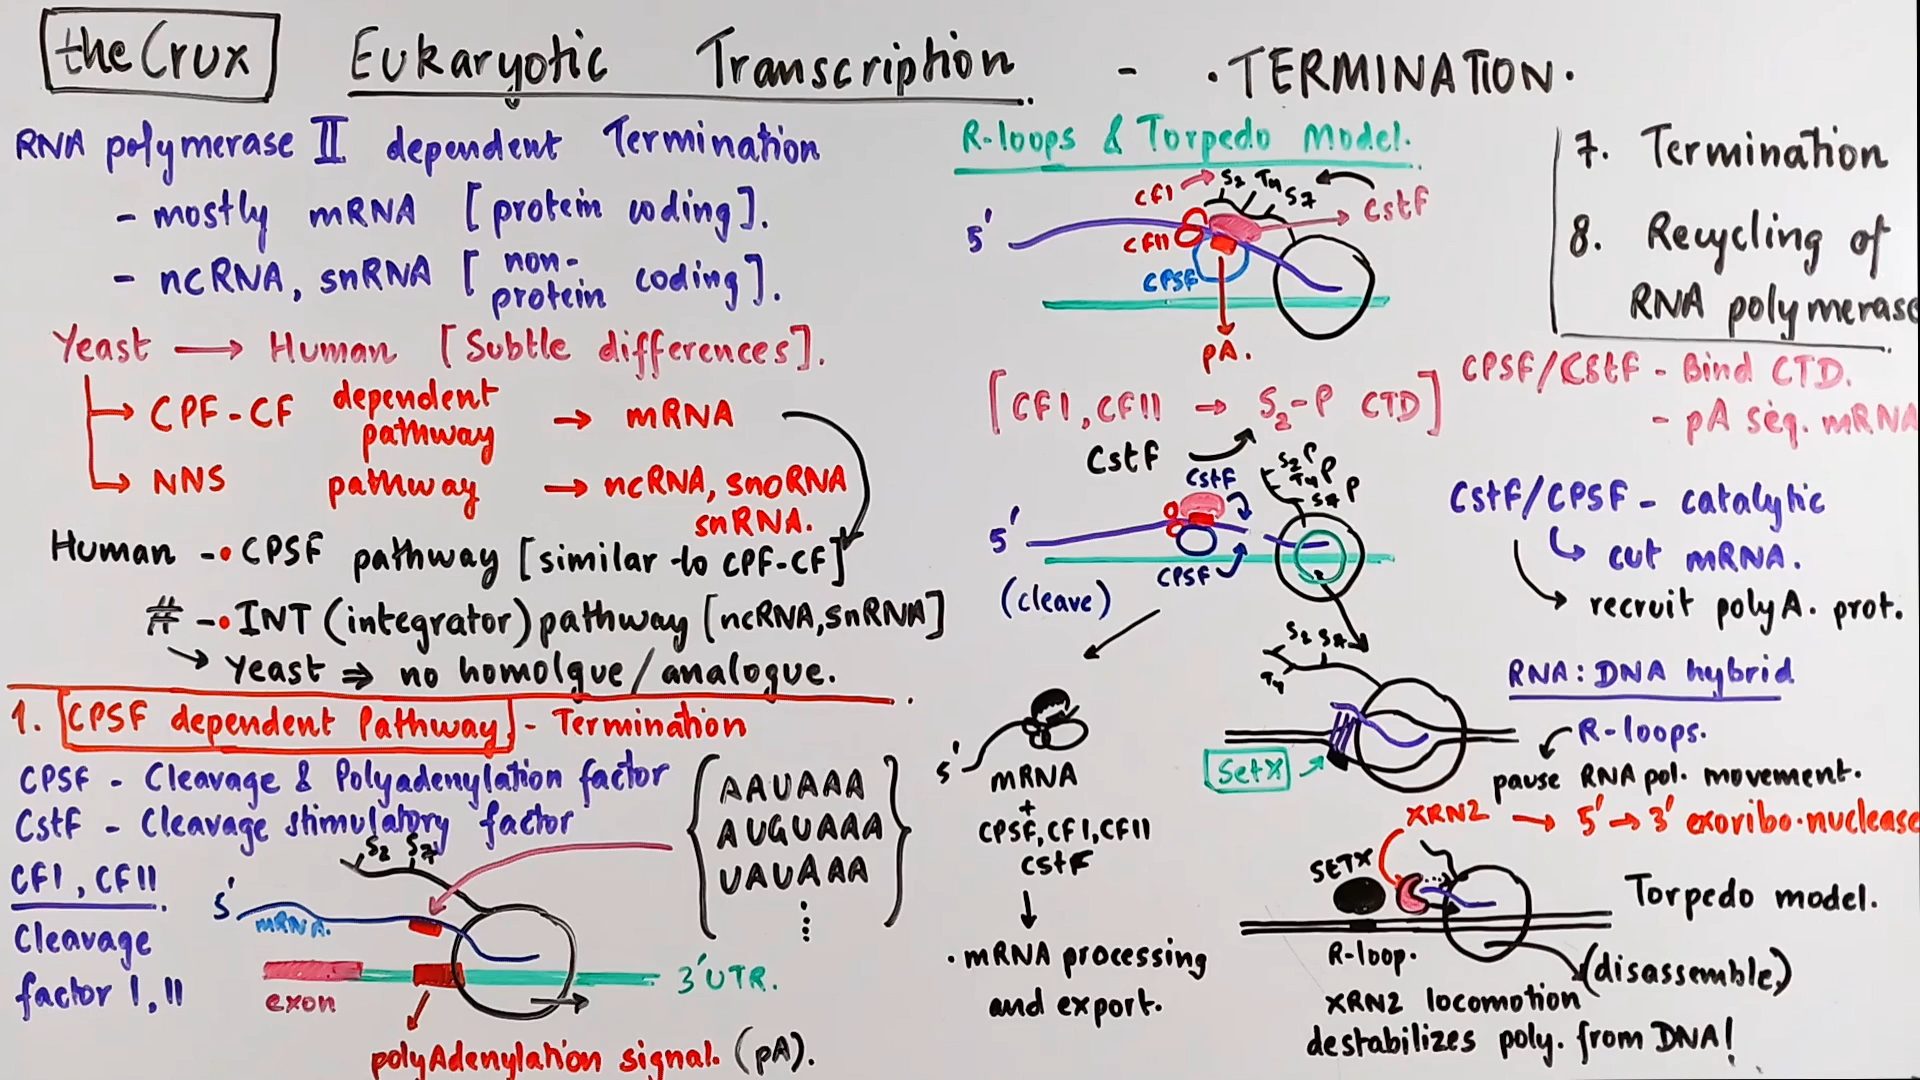 theCrux Eukaryotic Transcription - .TERMINATION.
RNA polymerase II dependent Termination
- mostly mRNA [protein coding].
- ncRNA, snRNA [non-protein coding].
Yeast → Human [Subtle differences].
→ CPF-CF dependent pathway → mRNA
→ NNS pathway → ncRNA, snoRNA
snRNA.
Human -• CPSF pathway [similar to CPF-CF]
# -• INT (integrator) pathway [ncRNA, snRNA]
→ yeast ⇒ no homolgue/analogue.
1. CPSF dependent Pathway - Termination
CPSF - Cleavage & Polyadenylation factor
CstF - Cleavage stimulatory factor
CFI, CFII
Cleavage
factor I, II
{AAUAAA
AUGUAAA
UAUAAA}
S2 S7
5'
mRNA.
exon
3'UTR.
polyAdenylation signal. (pA).
R-loops & Torpedo Model.
CFI S2 T4 S7
CstF
5'
CFII
CPSF
pA.
[CFI, CFII → S2-P CTD]
CstF
CstF
S2P
T4P
S7P
5'
CPSF
(cleave)
5'
mRNA
+
CPSF, CFI, CFII
CstF
↓
. mRNA processing
and export.
7. Termination
8. Recycling of
RNA polymerase
CPSF/CstF - Bind CTD.
- pA seq. mRNA
CstF/CPSF - catalytic
↳ cut mRNA.
→ recruit polyA. prot.
S2 S7
T4
SetX
RNA:DNA hybrid
R-loops.
pause RNA pol. movement.
XRN2 → 5'→3' exoribo.nuclease
SETX
Torpedo model.
R-loop.
(disassemble)
XRN2 locomotion
destabilizes poly. from DNA!